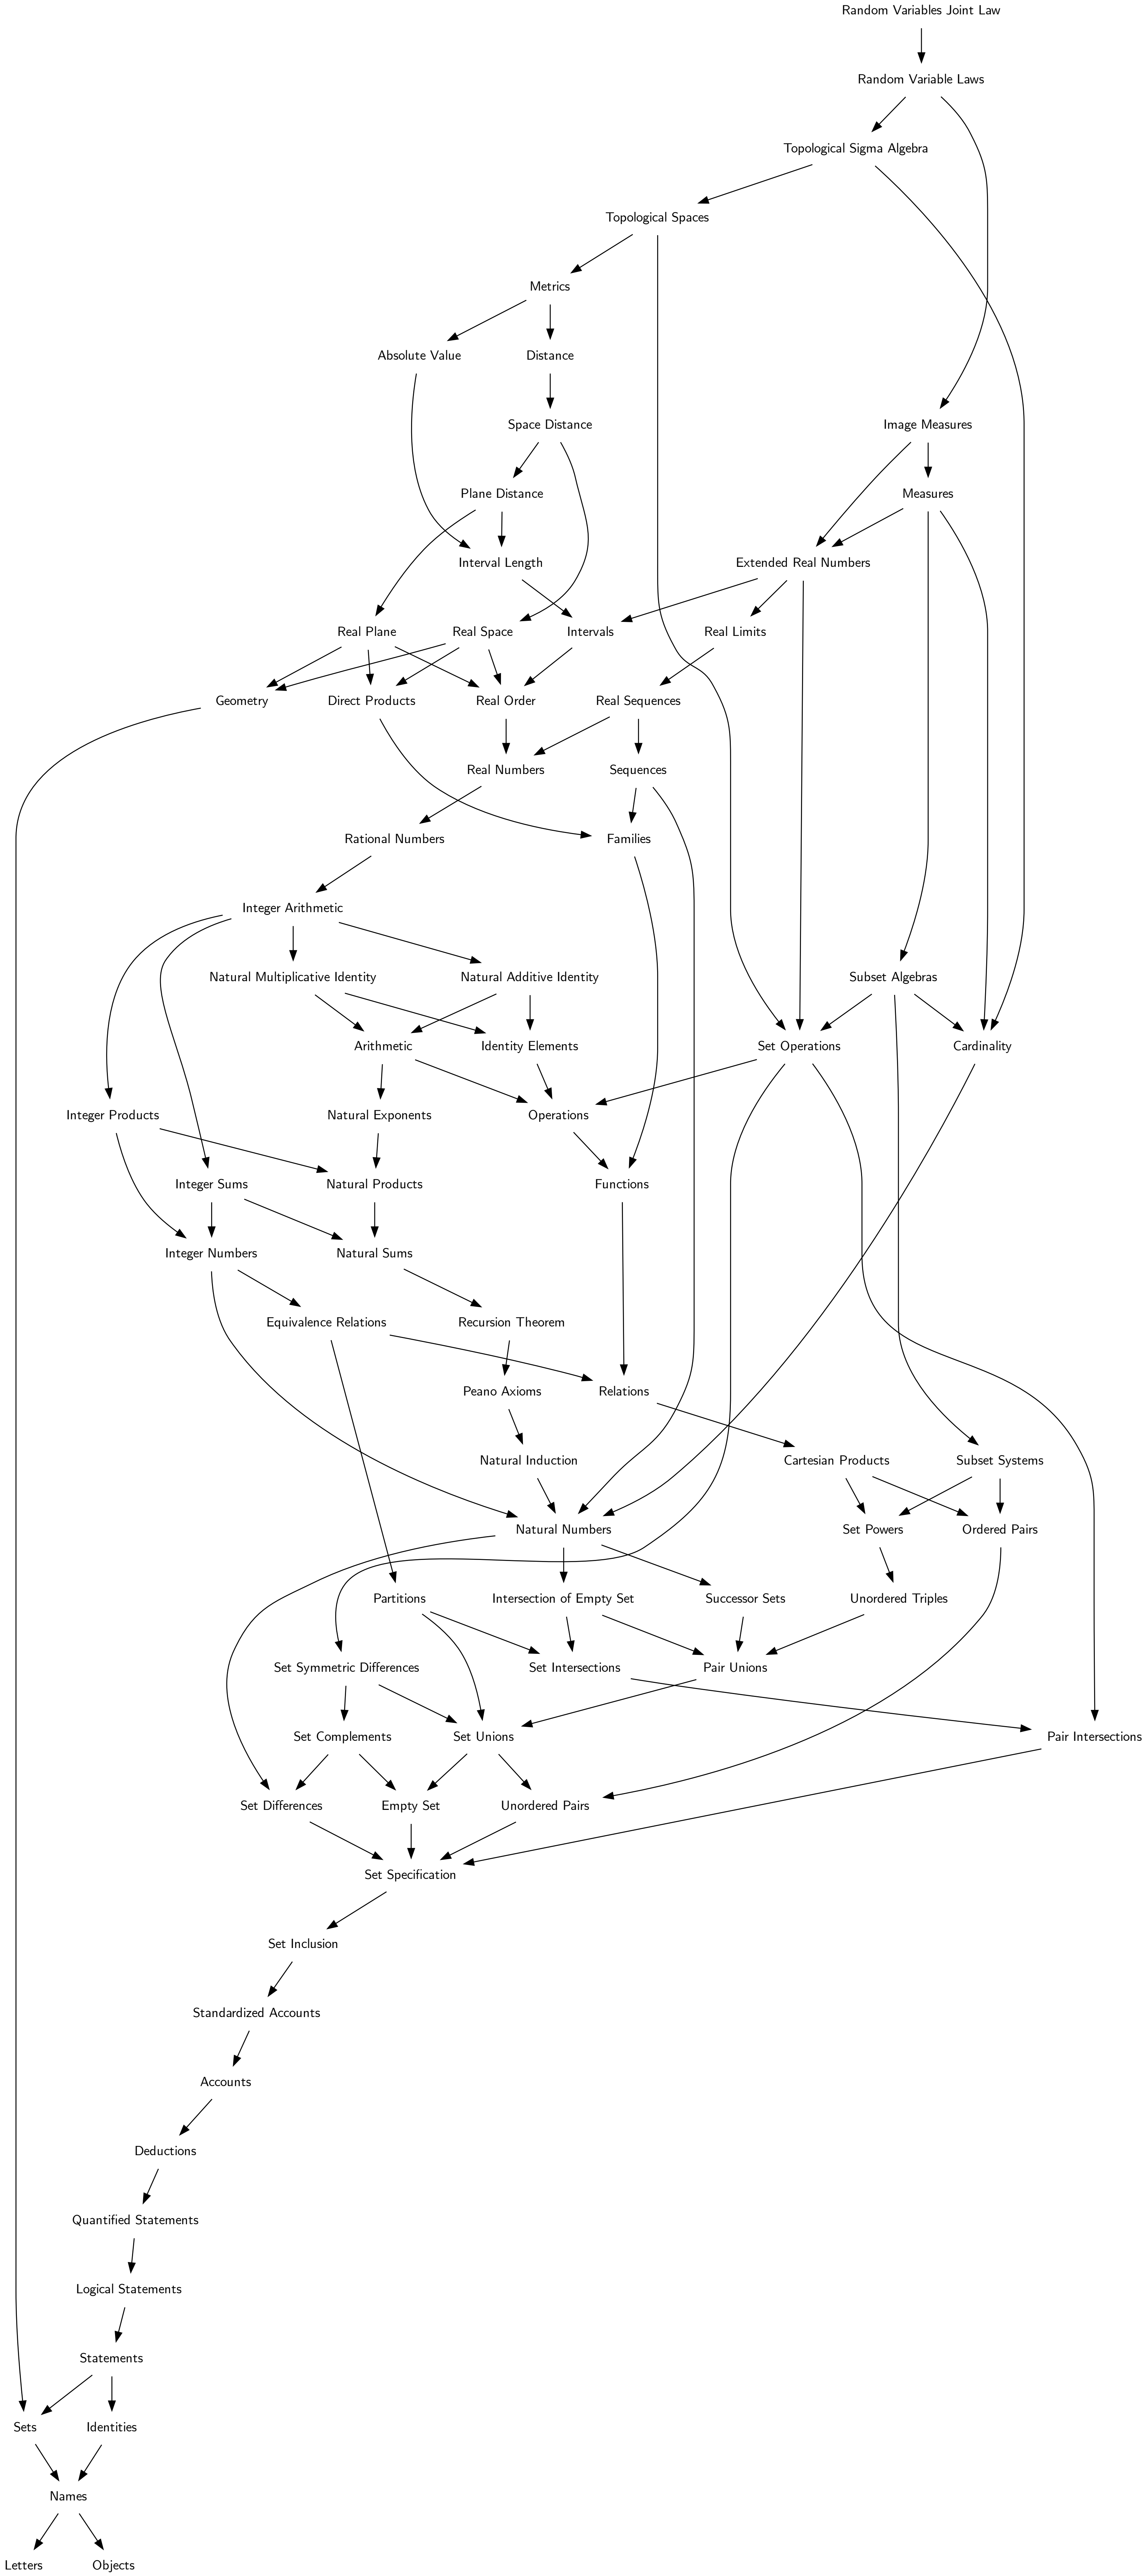 Random Variables Joint Law
Random Variable Laws
Topological Sigma Algebra
Topological Spaces
Metrics
Absolute Value
Distance
Space Distance
Image Measures
Plane Distance
Measures
Interval Length
Extended Real Numbers
Real Plane
Real Space
Intervals
Real Limits
Geometry
Direct Products
Real Order
Real Sequences
Real Numbers
Sequences
Rational Numbers
Families
Integer Arithmetic
Natural Multiplicative Identity
Natural Additive Identity
Subset Algebras
Arithmetic
Identity Elements
Set Operations
Cardinality
Integer Products
Natural Exponents
Operations
Integer Sums
Natural Products
Functions
Integer Numbers
Natural Sums
Equivalence Relations
Recursion Theorem
Peano Axioms
Relations
Natural Induction
Cartesian Products
Subset Systems
Natural Numbers
Set Powers
Ordered Pairs
Partitions
Intersection of Empty Set
Successor Sets
Unordered Triples
Set Symmetric Differences
Set Intersections
Pair Unions
Set Complements
Set Unions
Pair Intersections
Set Differences
Empty Set
Unordered Pairs
Set Specification
Set Inclusion
Standardized Accounts
Accounts
Deductions
Quantified Statements
Logical Statements
Statements
Sets
Identities
Names
Letters
Objects